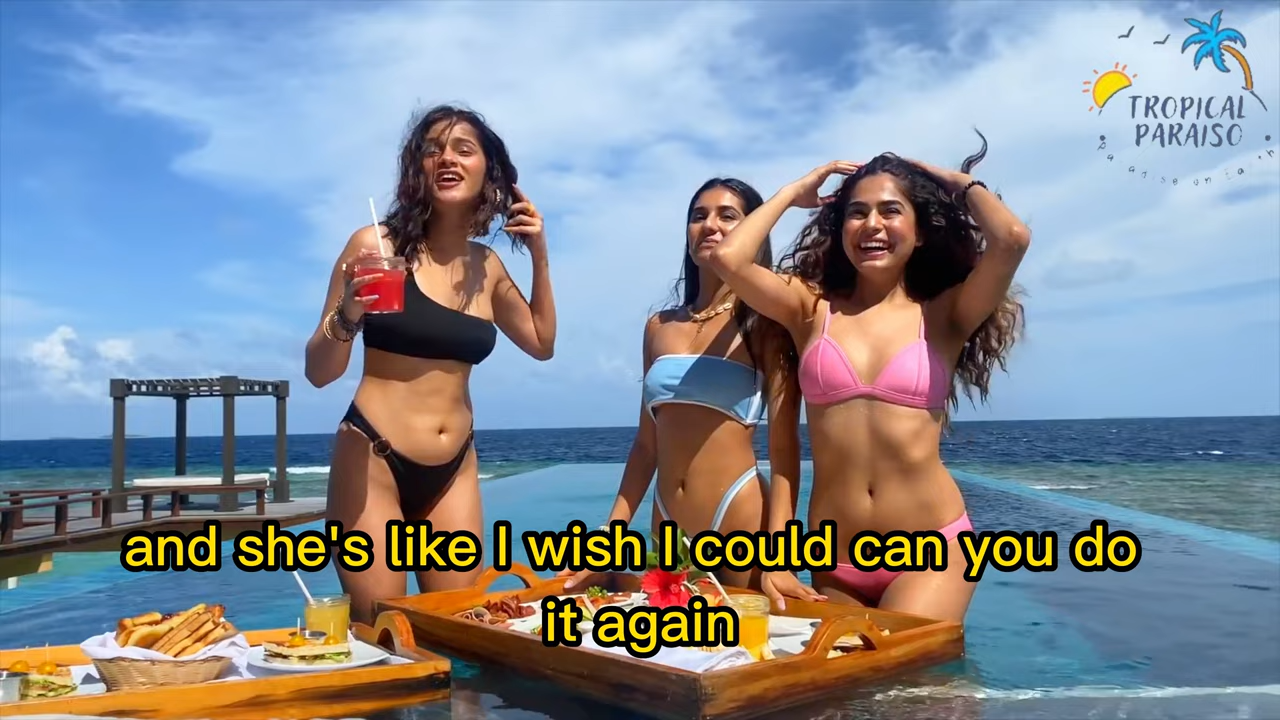 TROPICAL
PARAISO
and she's like I wish I could can you do
it again